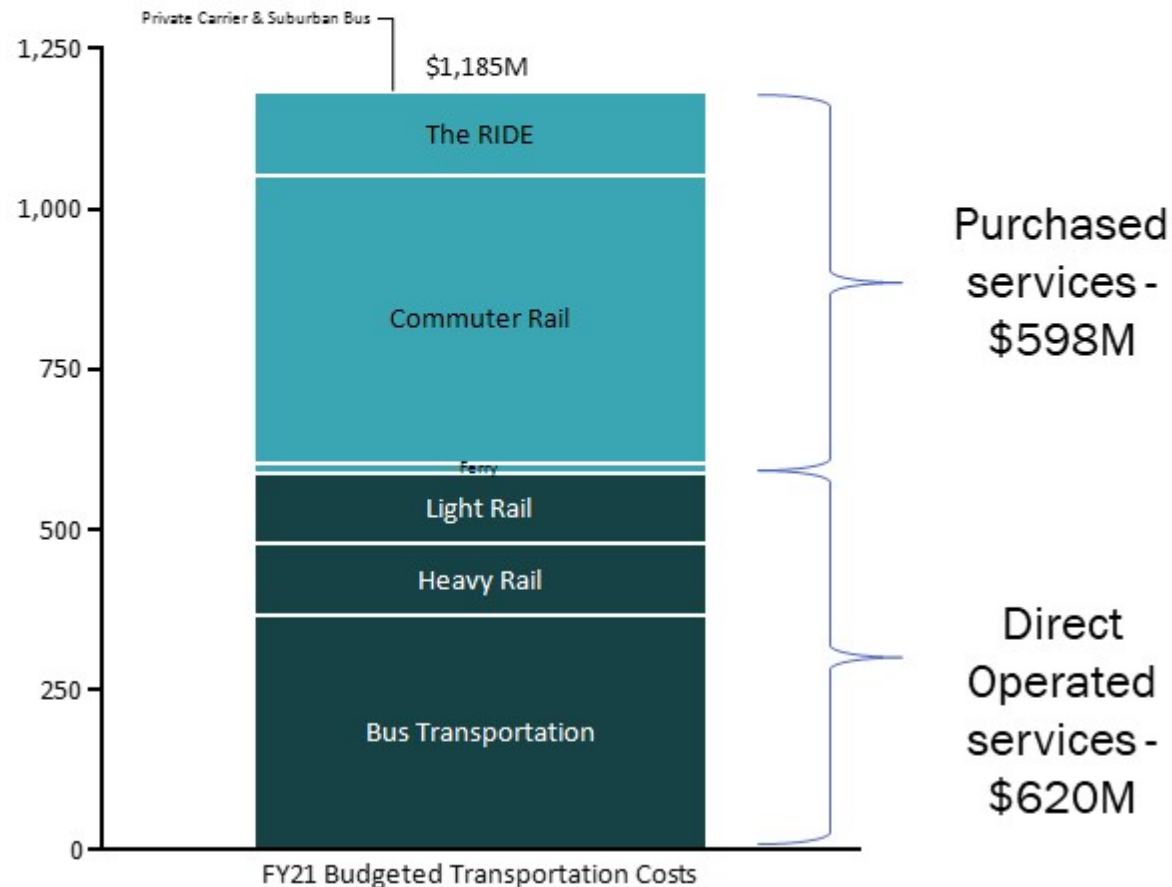 Private Carrier & Suburban Bus
$1,185M
1,250
1,000
750
500
250
0
The RIDE
Commuter Rail
Ferry
Light Rail
Heavy Rail
Bus Transportation
FY21 Budgeted Transportation Costs
Purchased
services -
$598M
Direct
Operated
services -
$620M